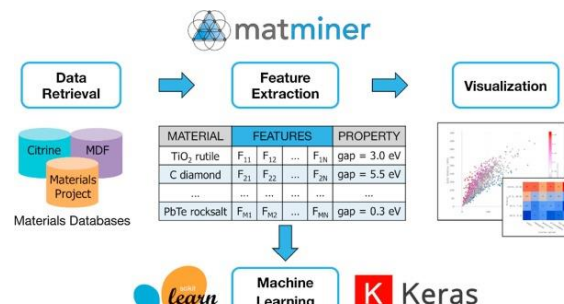 matminer
Data
Retrieval
Feature
Extraction
Visualization
Citrine
MDF
Materials
Project
Materials Databases
MATERIAL FEATURES PROPERTY
TiO₂ rutile F₁₁ F₁₂ ... F₁N gap = 3.0 eV
C diamond F₂₁ F₂₂ ... F₂N gap = 5.5 eV
... ... ... ... ... ...
PbTe rocksalt FM₁ FM₂ ... FMN gap = 0.3 eV
scikit
learn
Machine
Learning
K Keras